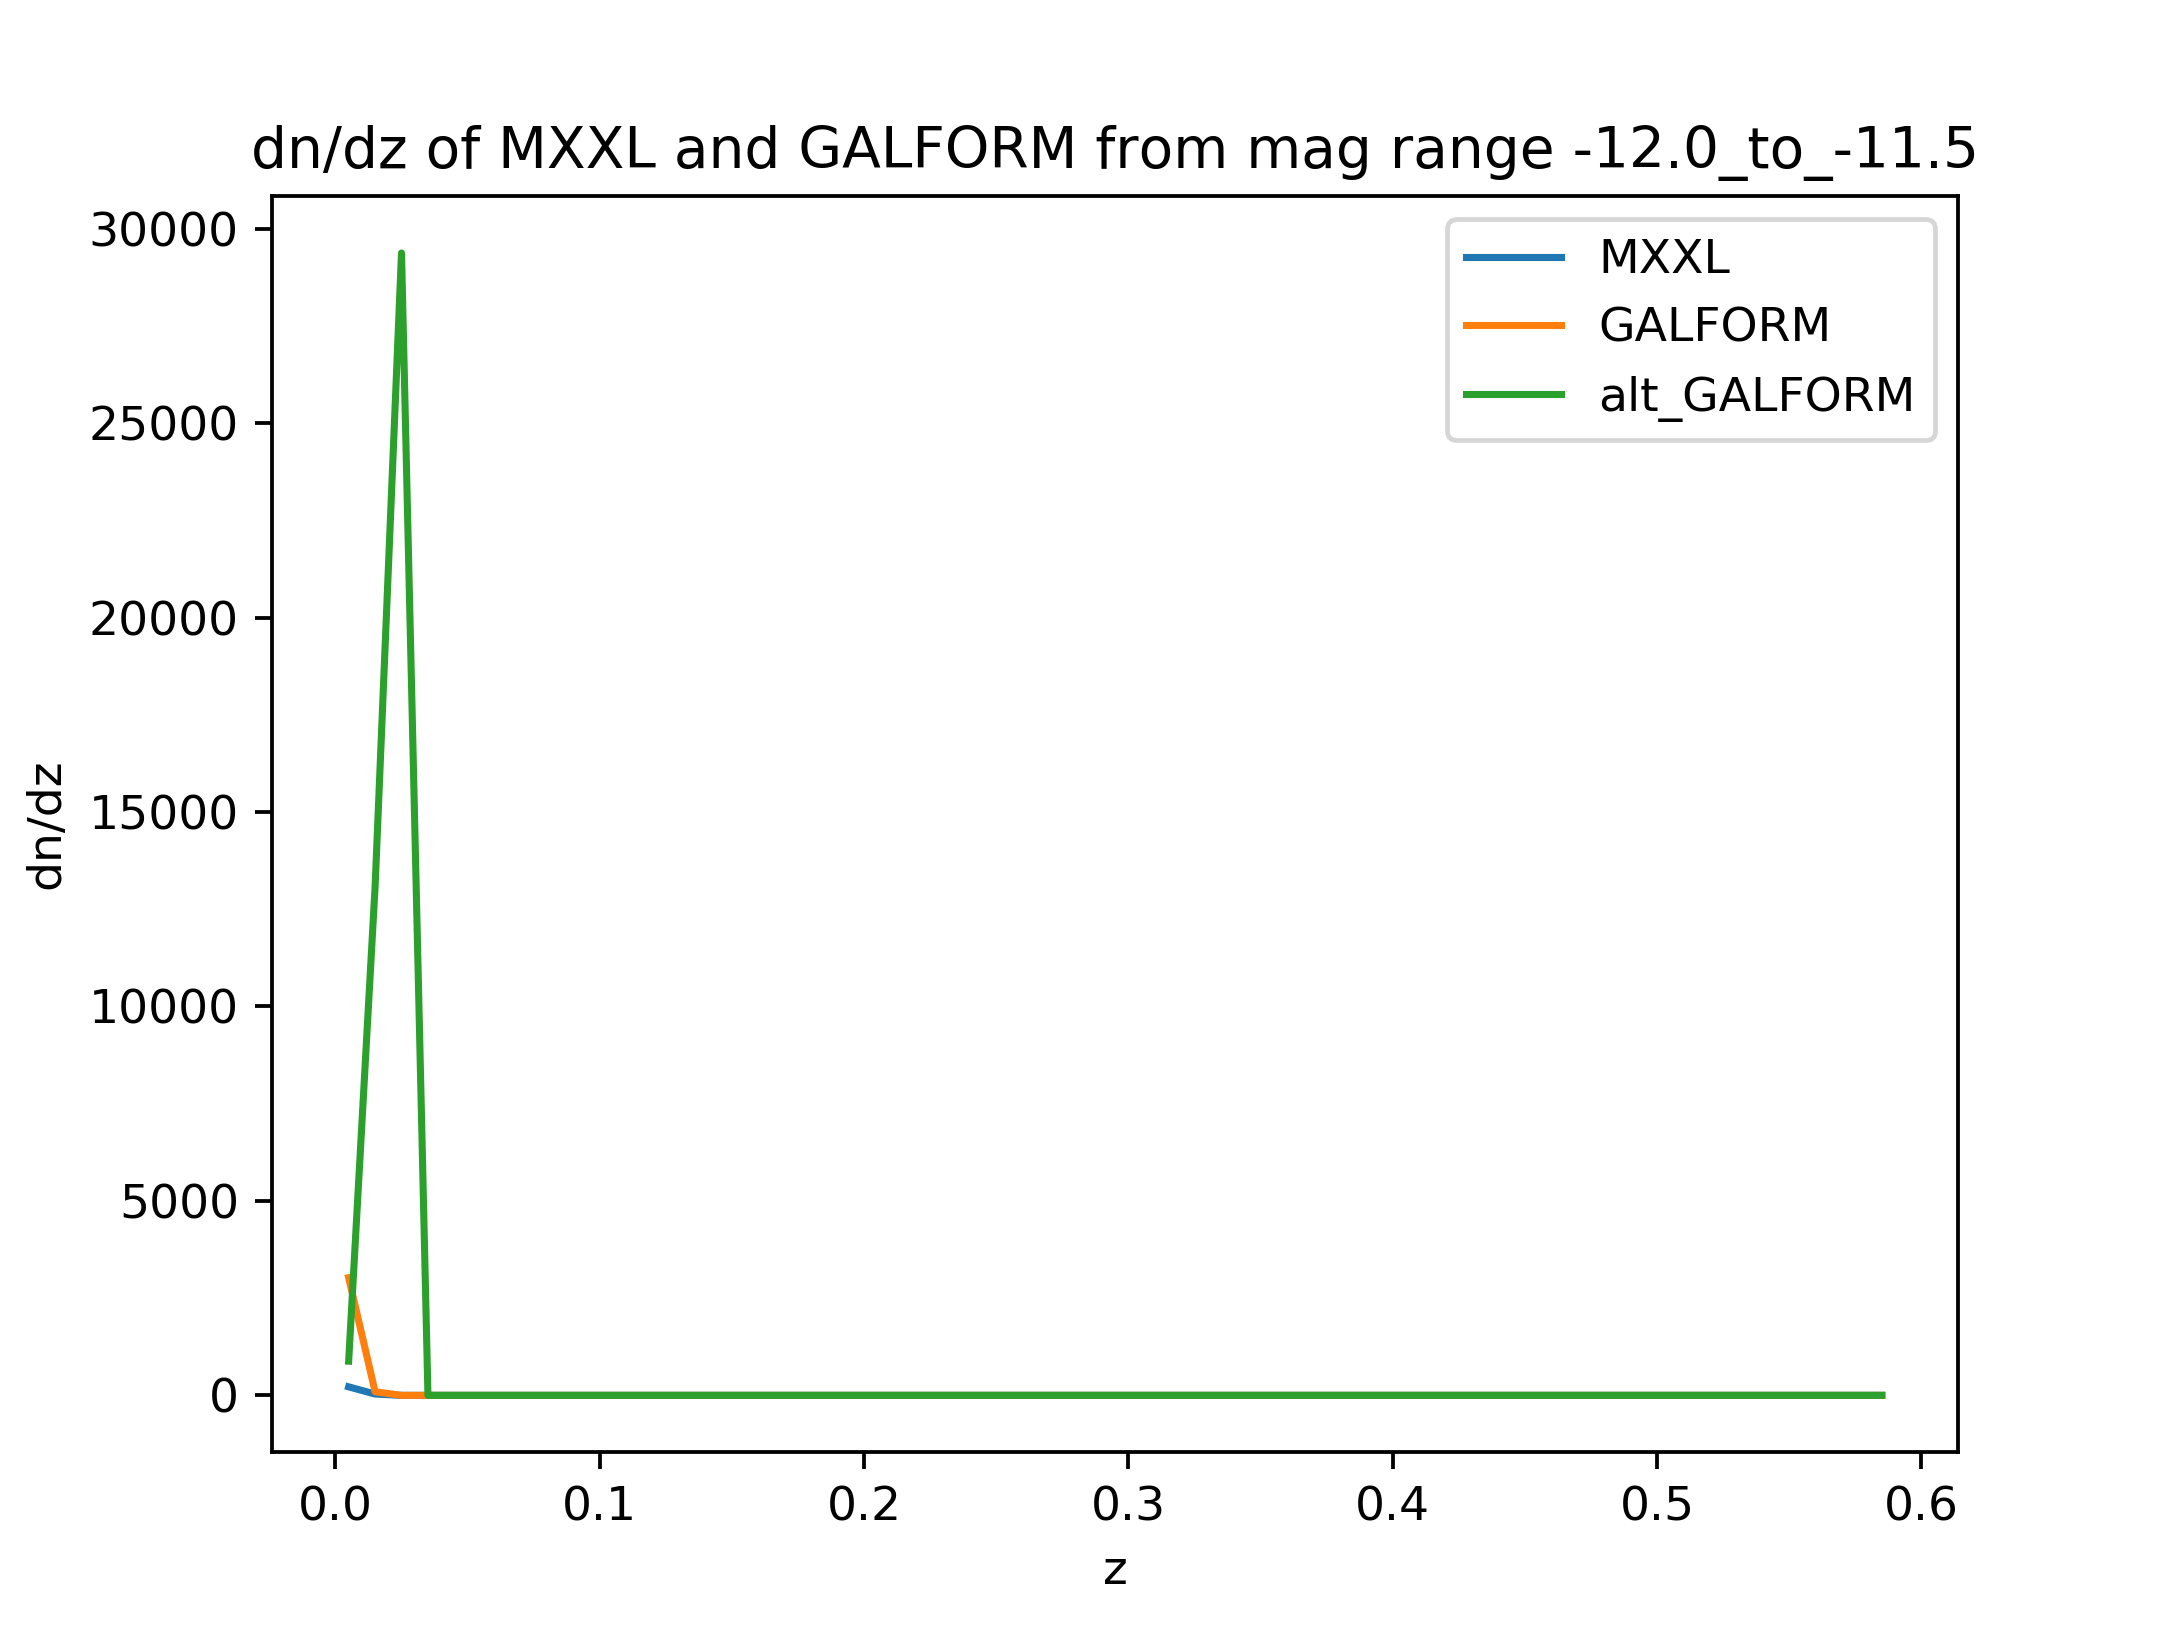 dn/dz of MXXL and GALFORM from mag range -12.0_to_-11.5
30000
25000
20000
15000
10000
5000
0
dn/dz
MXXL
GALFORM
alt_GALFORM
0.0 0.1 0.2 0.3 0.4 0.5 0.6
z